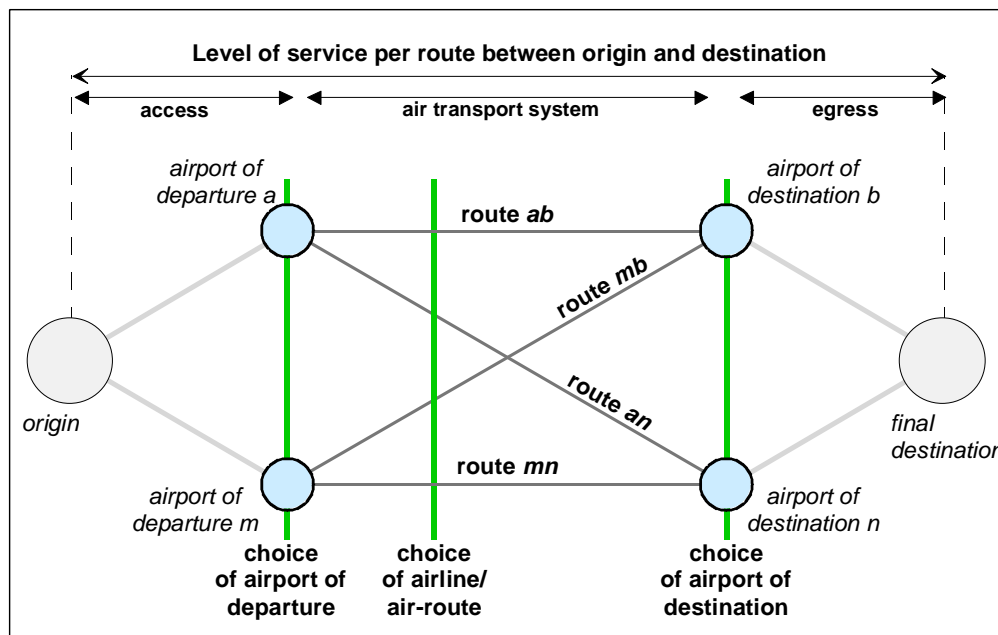 Level of service per route between origin and destination
access
air transport system
egress
airport of
departure a
airport of
destination b
route ab
route mb
route an
origin
final
destination
route mn
airport of
departure m
airport of
destination n
choice
of airport of
departure
choice
of airline/
air-route
choice
of airport of
destination